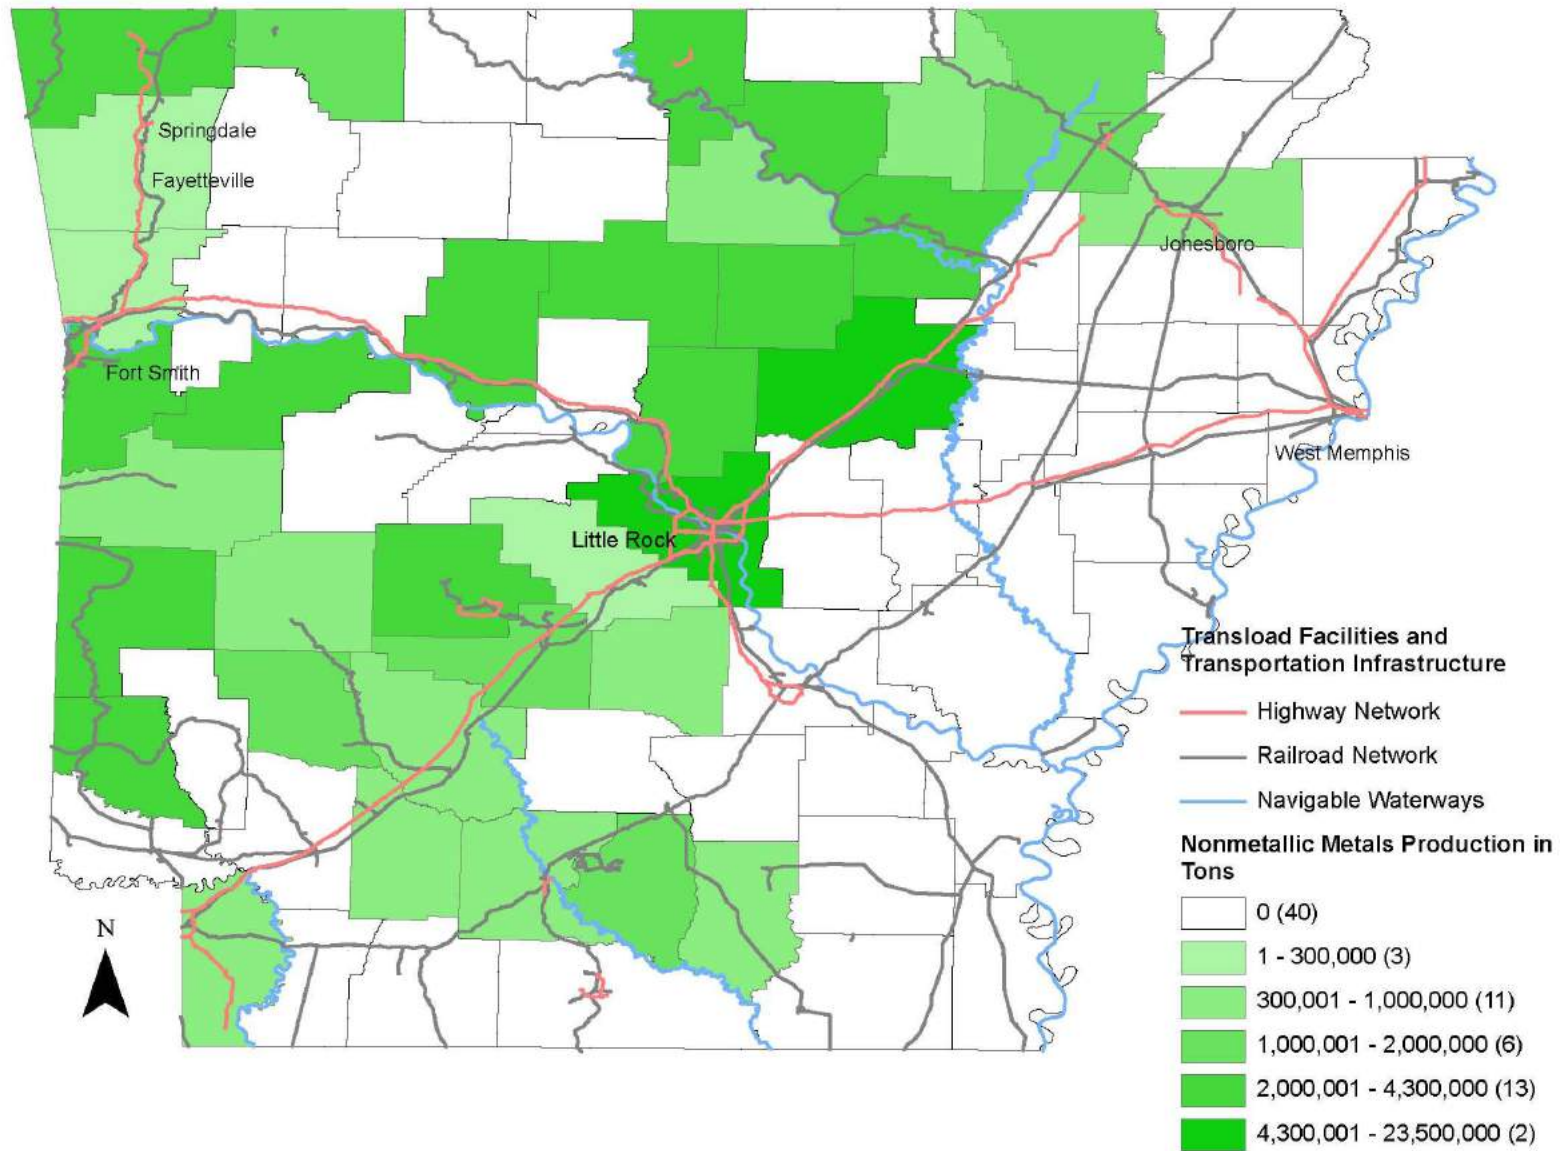 Springdale
Fayetteville
Jonesboro
Fort Smith
West Memphis
Little Rock
Transload Facilities and
Transportation Infrastructure
Highway Network
Railroad Network
Navigable Waterways
Nonmetallic Metals Production in
Tons
0 (40)
1 - 300,000 (3)
300,001 - 1,000,000 (11)
1,000,001 - 2,000,000 (6)
2,000,001 - 4,300,000 (13)
4,300,001 - 23,500,000 (2)
N